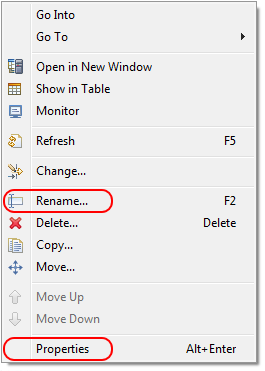 Go Into
Go To
Open in New Window
Show in Table
Monitor
Refresh F5
Change...
Rename... F2
Delete... Delete
Copy...
Move...
Move Up
Move Down
Properties Alt+Enter